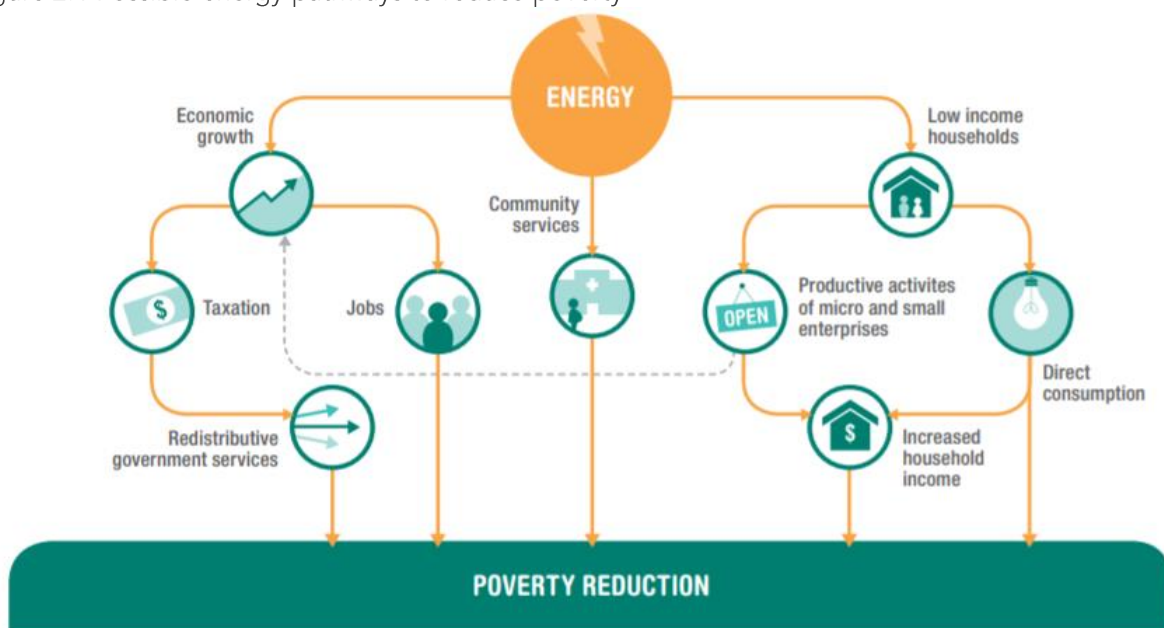 ENERGY
Economic
growth
Low income
households
Community
services
$
Taxation
Jobs
OPEN
Productive activites
of micro and small
enterprises
Direct
consumption
Redistributive
government services
$
Increased
household
income
POVERTY REDUCTION